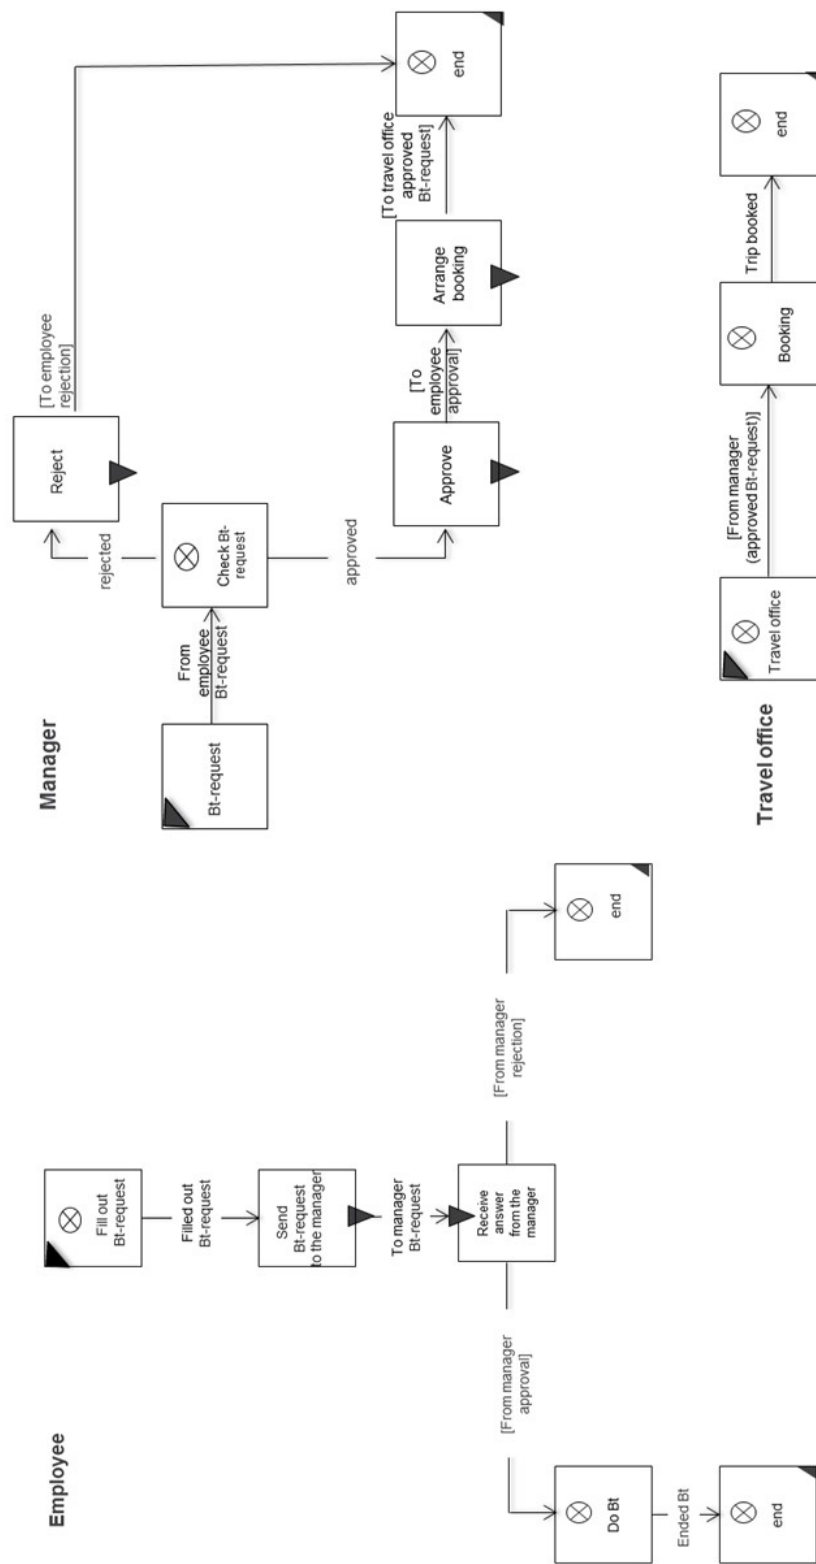 Employee
Fill out
Bt-request
Filled out
Bt-request
Send
Bt-request
to the manager
To manager
Bt-request
Receive
answer
from the
manager
[From manager
approval]
Do Bt
Ended Bt
end
[From manager
rejection]
end
Manager
Bt-request
From
employee
Bt-request
Check Bt-
request
rejected
Reject
[To employee
rejection]
approved
Approve
[To
employee
approval]
Arrange
booking
[To travel office
approved
Bt-request]
end
Travel office
Travel office
[From manager
(approved Bt-request)]
Booking
Trip booked
end